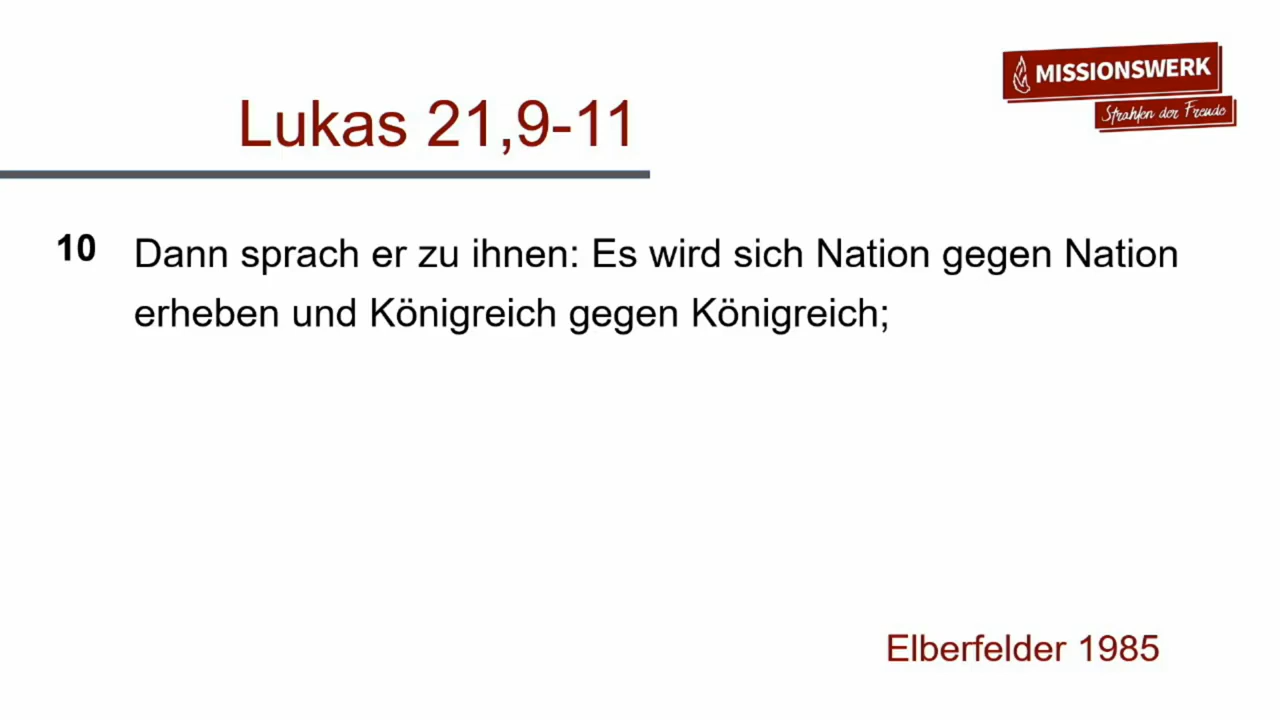 MISSIONSWERK
Strahlen der Freude
Lukas 21,9-11
10 Dann sprach er zu ihnen: Es wird sich Nation gegen Nation
erheben und Königreich gegen Königreich;
Elberfelder 1985